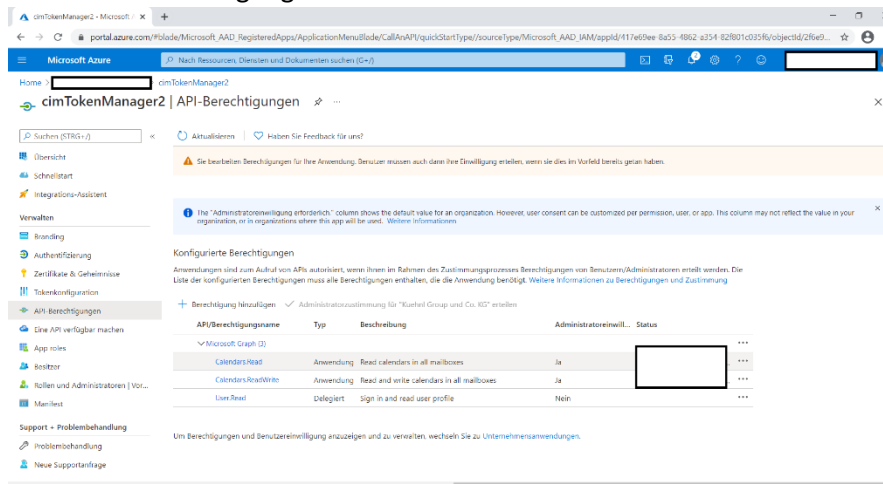 cimTokenManager2 - Microsoft
portal.azure.com/#blade/Microsoft_AAD_RegisteredApps/ApplicationMenuBlade/CallAnAPI/quickStartType//sourceType/Microsoft_AAD_IAM/appId/417e69ee-8a55-4862-a354-82f801c035f6/objectId/2f6e9...
Microsoft Azure
Nach Ressourcen, Diensten und Dokumenten suchen (G+/)
2
Home >
cimTokenManager2
cimTokenManager2 | API-Berechtigungen
Suchen (STRG+/)
Aktualisieren
Haben Sie Feedback für uns?
Übersicht
Schnellstart
Integrations-Assistent
Verwalten
Branding
Authentifizierung
Zertifikate & Geheimnisse
Tokenkonfiguration
API-Berechtigungen
Eine API verfügbar machen
App roles
Besitzer
Rollen und Administratoren | Vor...
Manifest
Support + Problembehandlung
Problembehandlung
Neue Supportanfrage
Sie bearbeiten Berechtigungen für Ihre Anwendung. Benutzer müssen auch dann ihre Einwilligung erteilen, wenn sie dies im Vorfeld bereits getan haben.
The "Administratoreinwilligung erforderlich" column shows the default value for an organization. However, user consent can be customized per permission, user, or app. This column may not reflect the value in your
organization, or in organizations where this app will be used. Weitere Informationen
Konfigurierte Berechtigungen
Anwendungen sind zum Aufruf von APIs autorisiert, wenn ihnen im Rahmen des Zustimmungsprozesses Berechtigungen von Benutzern/Administratoren erteilt werden. Die
Liste der konfigurierten Berechtigungen muss alle Berechtigungen enthalten, die die Anwendung benötigt. Weitere Informationen zu Berechtigungen und Zustimmung
Berechtigung hinzufügen
Administratorzustimmung für "Kuehnl Group und Co. KG" erteilen
API/Berechtigungsname Typ Beschreibung Administratoreinwill... Status
Microsoft Graph (3)
Calendars.Read Anwendung Read calendars in all mailboxes Ja
Calendars.ReadWrite Anwendung Read and write calendars in all mailboxes Ja
User.Read Delegiert Sign in and read user profile Nein
Um Berechtigungen und Benutzereinwilligung anzuzeigen und zu verwalten, wechseln Sie zu Unternehmensanwendungen.